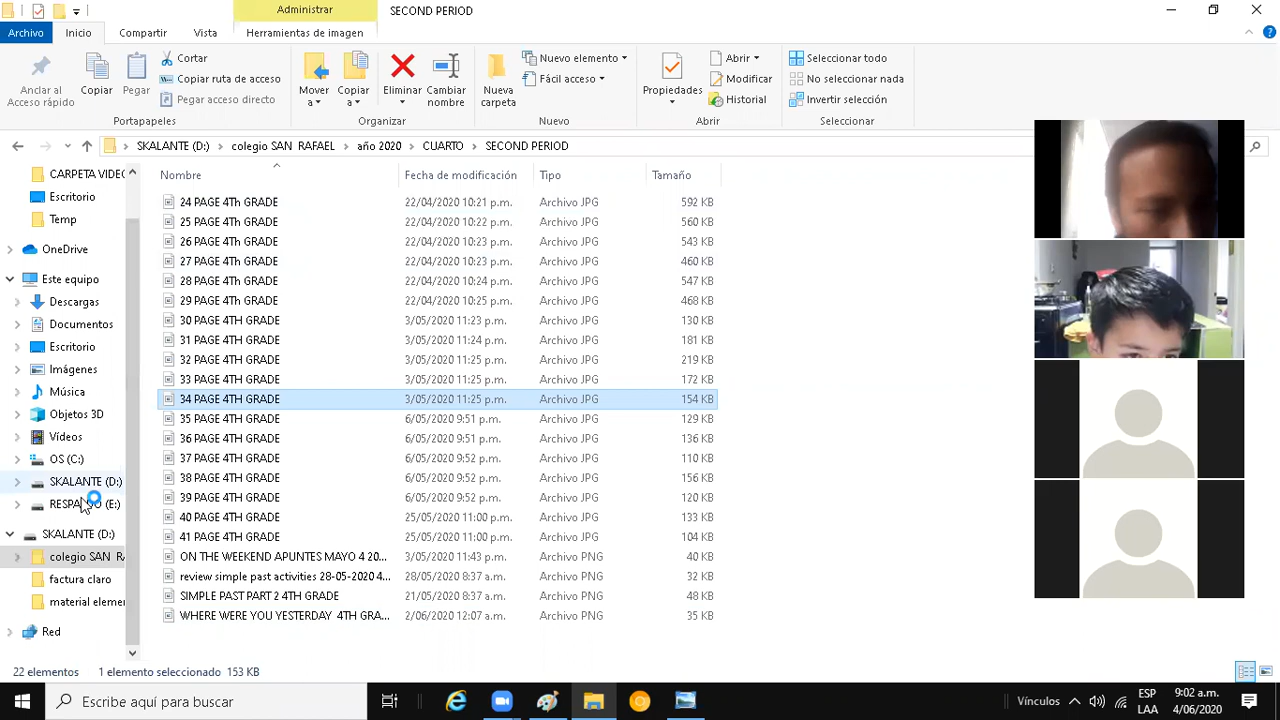 Administrar
SECOND PERIOD
Archivo
Inicio
Compartir
Vista
Herramientas de imagen
Anclar al
Acceso rápido
Copiar
Pegar
Cortar
Copiar ruta de acceso
Pegar acceso directo
Portapapeles
Mover
a
Copiar
a
Eliminar
Cambiar
nombre
Organizar
Nueva
carpeta
Nuevo elemento
Fácil acceso
Nuevo
Propiedades
Abrir
Modificar
Historial
Abrir
Seleccionar todo
No seleccionar nada
Invertir selección
Seleccionar
SKALANTE (D:) > colegio SAN RAFAEL > año 2020 > CUARTO > SECOND PERIOD
Nombre Fecha de modificación Tipo Tamaño
24 PAGE 4Th GRADE 22/04/2020 10:21 p.m. Archivo JPG 592 KB
25 PAGE 4Th GRADE 22/04/2020 10:22 p.m. Archivo JPG 560 KB
26 PAGE 4Th GRADE 22/04/2020 10:23 p.m. Archivo JPG 543 KB
27 PAGE 4Th GRADE 22/04/2020 10:23 p.m. Archivo JPG 460 KB
28 PAGE 4Th GRADE 22/04/2020 10:24 p.m. Archivo JPG 547 KB
29 PAGE 4Th GRADE 22/04/2020 10:25 p.m. Archivo JPG 468 KB
30 PAGE 4TH GRADE 3/05/2020 11:23 p.m. Archivo JPG 130 KB
31 PAGE 4TH GRADE 3/05/2020 11:24 p.m. Archivo JPG 181 KB
32 PAGE 4TH GRADE 3/05/2020 11:25 p.m. Archivo JPG 219 KB
33 PAGE 4TH GRADE 3/05/2020 11:25 p.m. Archivo JPG 172 KB
34 PAGE 4TH GRADE 3/05/2020 11:25 p.m. Archivo JPG 154 KB
35 PAGE 4TH GRADE 6/05/2020 9:51 p.m. Archivo JPG 129 KB
36 PAGE 4TH GRADE 6/05/2020 9:51 p.m. Archivo JPG 136 KB
37 PAGE 4TH GRADE 6/05/2020 9:52 p.m. Archivo JPG 110 KB
38 PAGE 4TH GRADE 6/05/2020 9:52 p.m. Archivo JPG 156 KB
39 PAGE 4TH GRADE 6/05/2020 9:52 p.m. Archivo JPG 120 KB
40 PAGE 4TH GRADE 25/05/2020 11:00 p.m. Archivo JPG 133 KB
41 PAGE 4TH GRADE 25/05/2020 11:00 p.m. Archivo JPG 104 KB
ON THE WEEKEND APUNTES MAYO 4 20... 3/05/2020 11:43 p.m. Archivo PNG 40 KB
review simple past activities 28-05-2020 4... 28/05/2020 8:37 a.m. Archivo PNG 32 KB
SIMPLE PAST PART 2 4TH GRADE 21/05/2020 8:37 a.m. Archivo PNG 48 KB
WHERE WERE YOU YESTERDAY 4TH GRA... 2/06/2020 12:07 a.m. Archivo PNG 35 KB
CARPETA VIDEO
Escritorio
Temp
OneDrive
Este equipo
Descargas
Documentos
Escritorio
Imágenes
Música
Objetos 3D
Vídeos
OS (C:)
SKALANTE (D:)
(E:)
SKALANTE (D:)
colegio SAN RA
factura claro
material elemen
Red
22 elementos 1 elemento seleccionado 153 KB
Escribe aquí para buscar
Vínculos
ESP
LAA
9:02 a.m.
4/06/2020